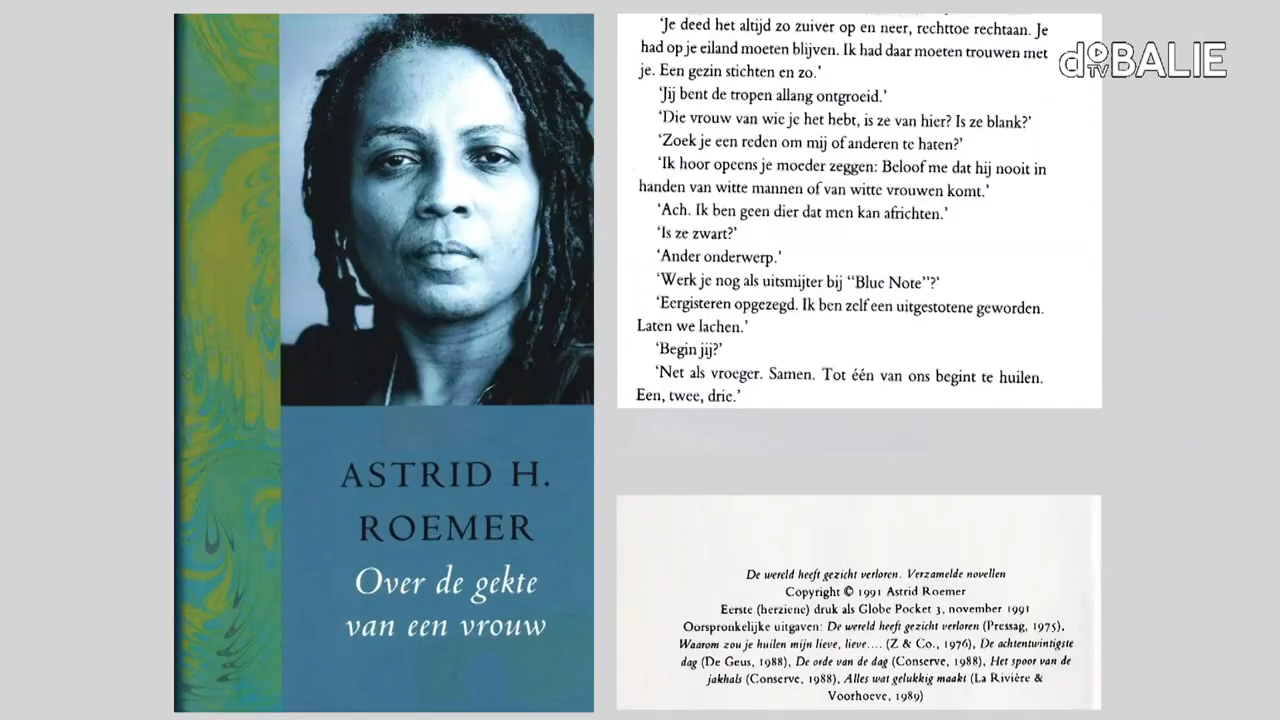 ASTRID H.
ROEMER
Over de gekte
van een vrouw
‘Je deed het altijd zo zuiver op en neer, rechttoe rechtaan. Je
had op je eiland moeten blijven. Ik had daar moeten trouwen met
je. Een gezin stichten en zo.’
‘Jij bent de tropen allang ontgroeid.’
‘Die vrouw van wie je het hebt, is ze van hier? Is ze blank?’
‘Zoek je een reden om mij of anderen te haten?’
‘Ik hoor opeens je moeder zeggen: Beloof me dat hij nooit in
handen van witte mannen of van witte vrouwen komt.’
‘Ach. Ik ben geen dier dat men kan africhten.’
‘Is ze zwart?’
‘Ander onderwerp.’
‘Werk je nog als uitsmijter bij “Blue Note”?’
‘Eergisteren opgezegd. Ik ben zelf een uitgestotene geworden.
Laten we lachen.’
‘Begin jij?’
‘Net als vroeger. Samen. Tot één van ons begint te huilen.
Een, twee, drie.’
dOBALIE
TV
De wereld heeft gezicht verloren. Verzamelde novellen
Copyright © 1991 Astrid Roemer
Eerste (herziene) druk als Globe Pocket 3, november 1991
Oorspronkelijke uitgaven: De wereld heeft gezicht verloren (Pressag, 1975),
Waarom zou je huilen mijn lieve, lieve.... (Z & Co., 1976), De achtentwintigste
dag (De Geus, 1988), De orde van de dag (Conserve, 1988), Het spoor van de
jakhals (Conserve, 1988), Alles wat gelukkig maakt (La Rivière &
Voorhoeve, 1989)